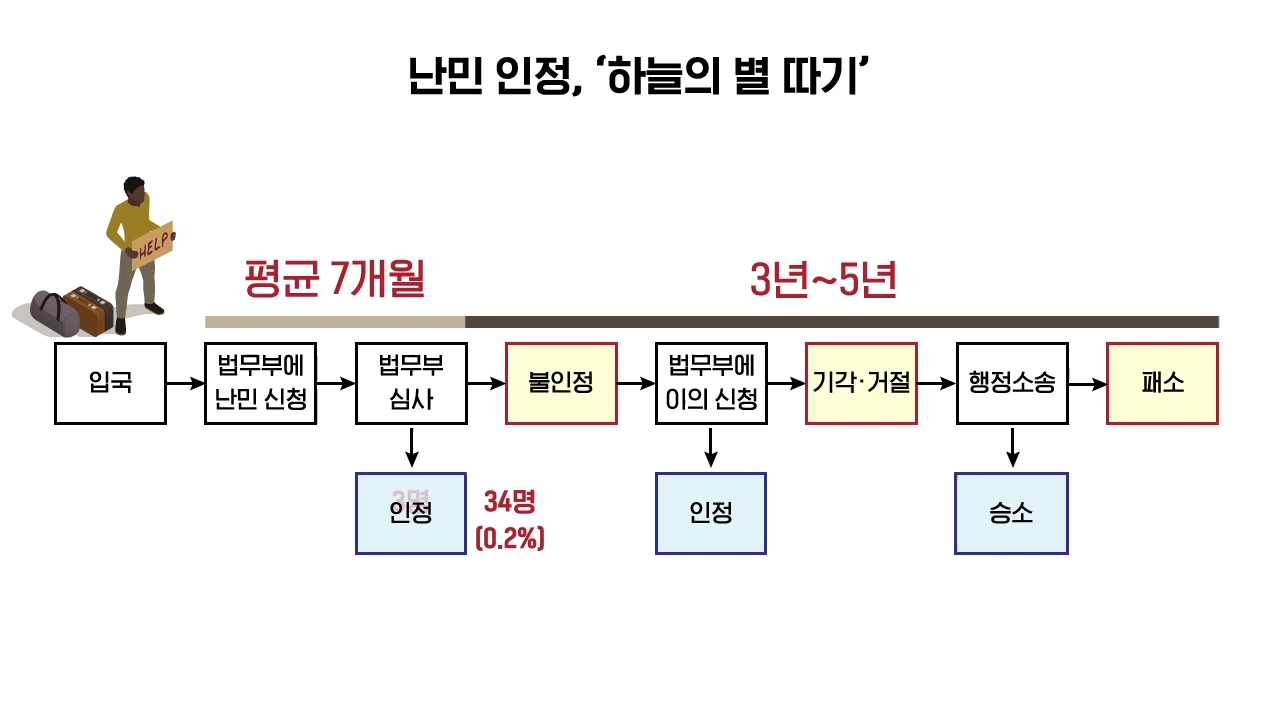 난민 인정, ‘하늘의 별 따기’
HELP
평균 7개월
3년~5년
입국
법무부에
난민 신청
법무부
심사
불인정
법무부에
이의 신청
기각·거절
행정소송
패소
3명
인정
34명
(0.2%)
인정
승소